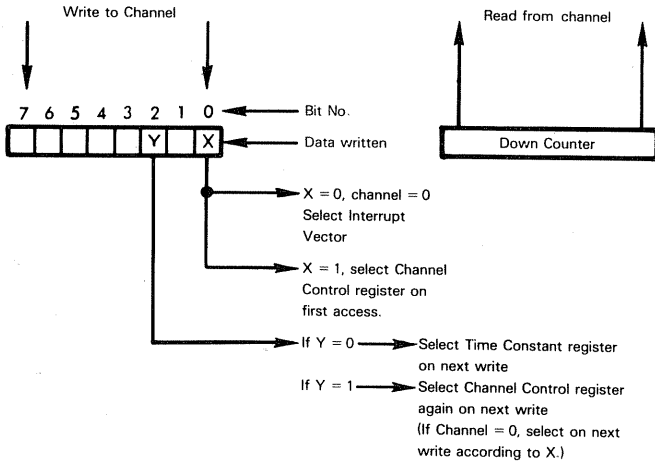 Write to Channel
Read from channel
7 6 5 4 3 2 1 0
Bit No.
Y X
Data written
Down Counter
X = 0, channel = 0
Select Interrupt
Vector
X = 1, select Channel
Control register on
first access.
If Y = 0
Select Time Constant register
on next write
If Y = 1
Select Channel Control register
again on next write
(If Channel = 0, select on next
write according to X.)